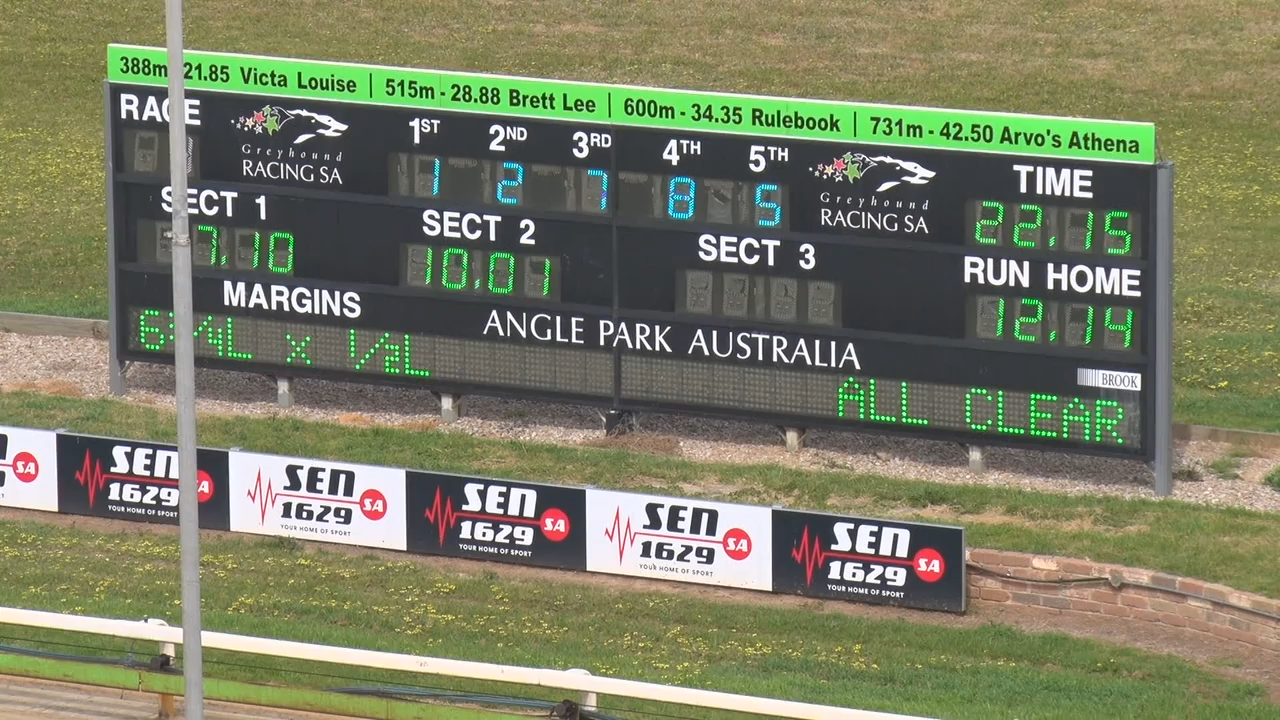 388m 21.85 Victa Louise | 515m - 28.88 Brett Lee | 600m - 34.35 Rulebook | 731m - 42.50 Arvo's Athena
RACE
Greyhound
RACING SA
1ST 2ND 3RD 4TH 5TH
1 2 7 8 5
Greyhound
RACING SA
TIME
22.15
SECT 1
7.10
SECT 2
10.01
SECT 3
RUN HOME
12.14
MARGINS
ANGLE PARK AUSTRALIA
BROOK
x 1/2L
ALL CLEAR
SA
SEN
1629
SA
YOUR HOME OF SPORT
SEN
1629
SA
YOUR HOME OF SPORT
SEN
1629
SA
YOUR HOME OF SPORT
SEN
1629
SA
YOUR HOME OF SPORT
SEN
1629
SA
YOUR HOME OF SPORT